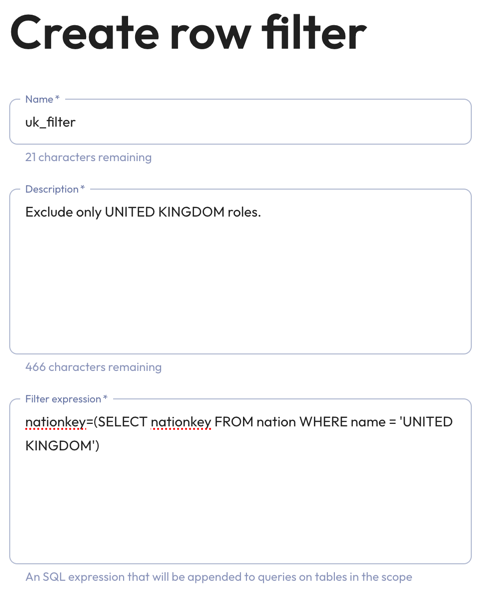 Create row filter
Name *
uk_filter
21 characters remaining
Description *
Exclude only UNITED KINGDOM roles.
466 characters remaining
Filter expression *
nationkey=(SELECT nationkey FROM nation WHERE name = 'UNITED
KINGDOM')
An SQL expression that will be appended to queries on tables in the scope